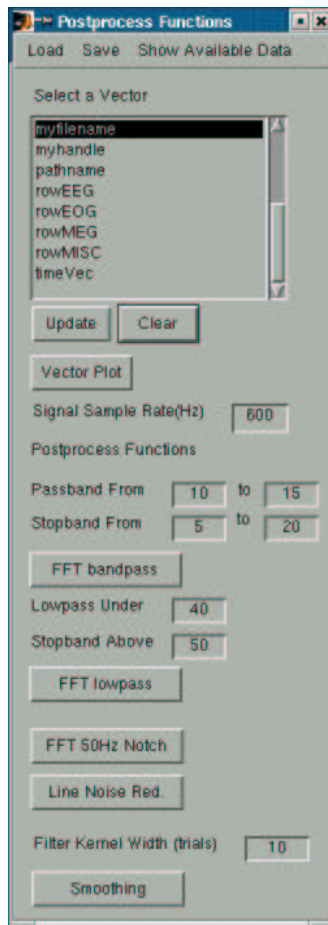 Postprocess Functions
Load Save Show Available Data
Select a Vector
myfilename
myhandle
pathname
rowEEG
rowEOG
rowMEG
rowMISC
timeVec
Update Clear
Vector Plot
Signal Sample Rate(Hz) 600
Postprocess Functions
Passband From 10 to 15
Stopband From 5 to 20
FFT bandpass
Lowpass Under 40
Stopband Above 50
FFT lowpass
FFT 50Hz Notch
Line Noise Red.
Filter Kernel Width (trials) 10
Smoothing